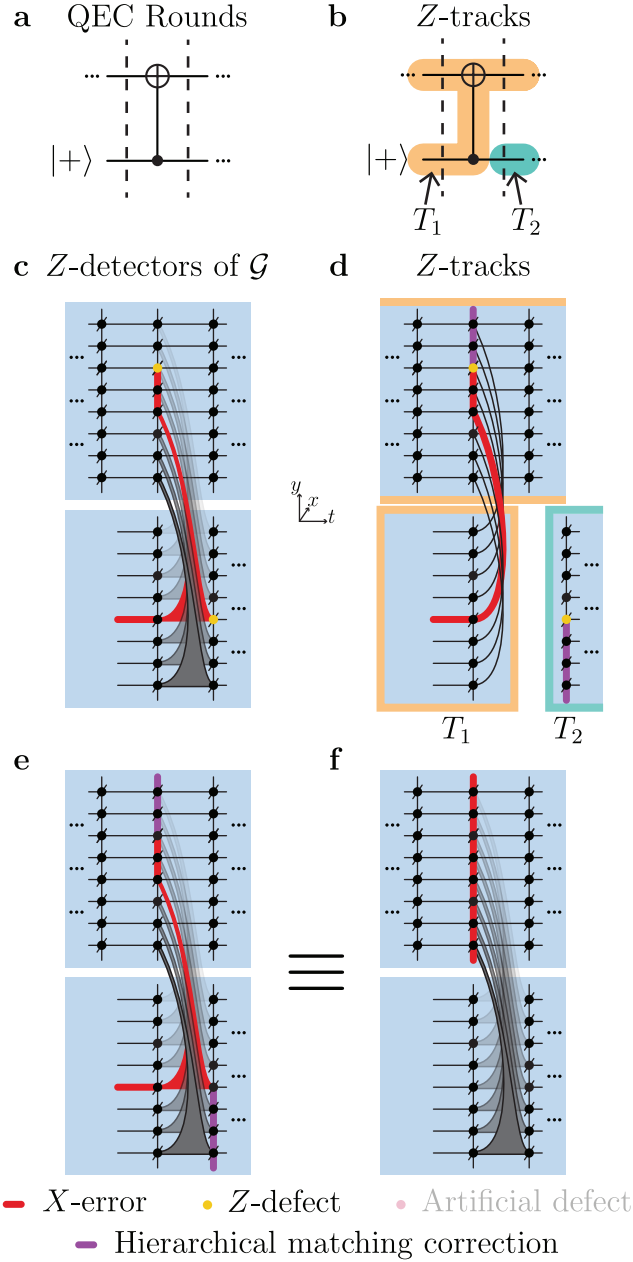 a QEC Rounds
b Z-tracks
... ...
|+⟩ ...
... ...
|+⟩ ...
T₁ T₂
c Z-detectors of 𝒢
d Z-tracks
... ...
... ...
... ...
... ...
y x t
...
...
...
...
T₁ T₂
e
f
... ...
... ...
... ...
... ...
...
...
...
...
X-error Z-defect Artificial defect
Hierarchical matching correction